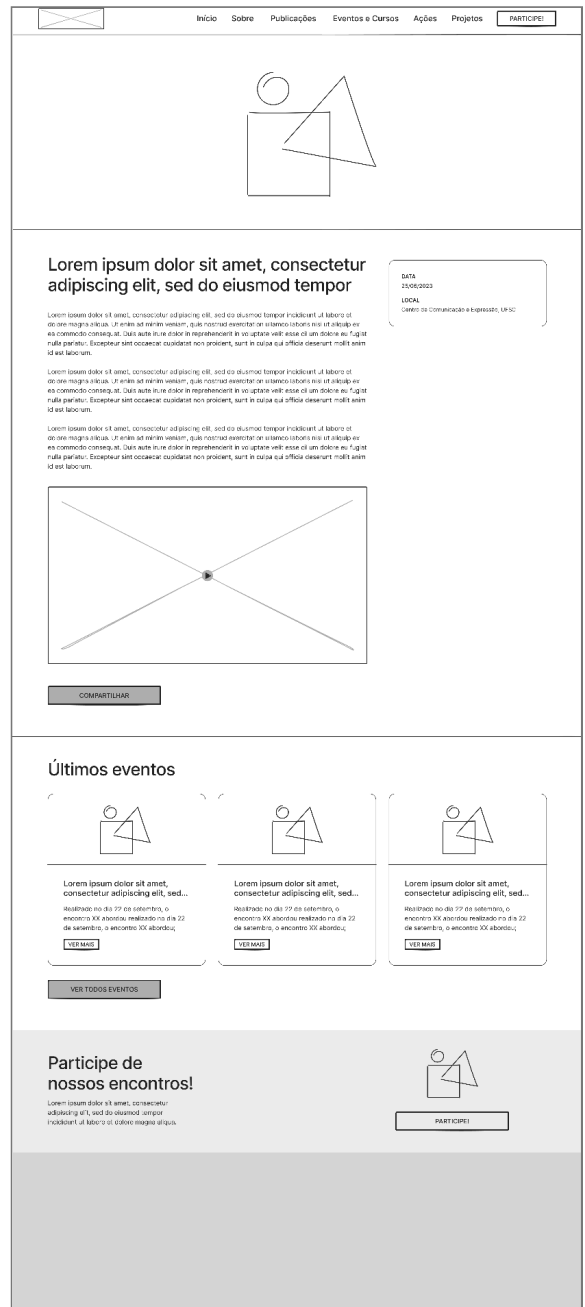 Início Sobre Publicações Eventos e Cursos Ações Projetos PARTICIPE!
Lorem ipsum dolor sit amet, consectetur
adipiscing elit, sed do eiusmod tempor
Lorem ipsum dolor sit amet, consectetur adipiscing elit, sed do eiusmod tempor incididunt ut labore et
dolore magna aliqua. Ut enim ad minim veniam, quis nostrud exercitation ullamco laboris nisi ut aliquip ex
ea commodo consequat. Duis aute irure dolor in reprehenderit in voluptate velit esse cillum dolore eu fugiat
nulla pariatur. Excepteur sint occaecat cupidatat non proident, sunt in culpa qui officia deserunt mollit anim
id est laborum.
Lorem ipsum dolor sit amet, consectetur adipiscing elit, sed do eiusmod tempor incididunt ut labore et
dolore magna aliqua. Ut enim ad minim veniam, quis nostrud exercitation ullamco laboris nisi ut aliquip ex
ea commodo consequat. Duis aute irure dolor in reprehenderit in voluptate velit esse cillum dolore eu fugiat
nulla pariatur. Excepteur sint occaecat cupidatat non proident, sunt in culpa qui officia deserunt mollit anim
id est laborum.
Lorem ipsum dolor sit amet, consectetur adipiscing elit, sed do eiusmod tempor incididunt ut labore et
dolore magna aliqua. Ut enim ad minim veniam, quis nostrud exercitation ullamco laboris nisi ut aliquip ex
ea commodo consequat. Duis aute irure dolor in reprehenderit in voluptate velit esse cillum dolore eu fugiat
nulla pariatur. Excepteur sint occaecat cupidatat non proident, sunt in culpa qui officia deserunt mollit anim
id est laborum.
COMPARTILHAR
DATA
25/06/2023
LOCAL
Centro de Comunicação e Expressão, UFSC
Últimos eventos
Lorem ipsum dolor sit amet,
consectetur adipiscing elit, sed...
Realizado no dia 22 de setembro, o
encontro XX abordou realizado no dia 22
de setembro, o encontro XX abordou;
VER MAIS
Lorem ipsum dolor sit amet,
consectetur adipiscing elit, sed...
Realizado no dia 22 de setembro, o
encontro XX abordou realizado no dia 22
de setembro, o encontro XX abordou;
VER MAIS
Lorem ipsum dolor sit amet,
consectetur adipiscing elit, sed...
Realizado no dia 22 de setembro, o
encontro XX abordou realizado no dia 22
de setembro, o encontro XX abordou;
VER MAIS
VER TODOS EVENTOS
Participe de
nossos encontros!
Lorem ipsum dolor sit amet, consectetur
adipiscing elit, sed do eiusmod tempor
incididunt ut labore et dolore magna aliqua.
PARTICIPE!